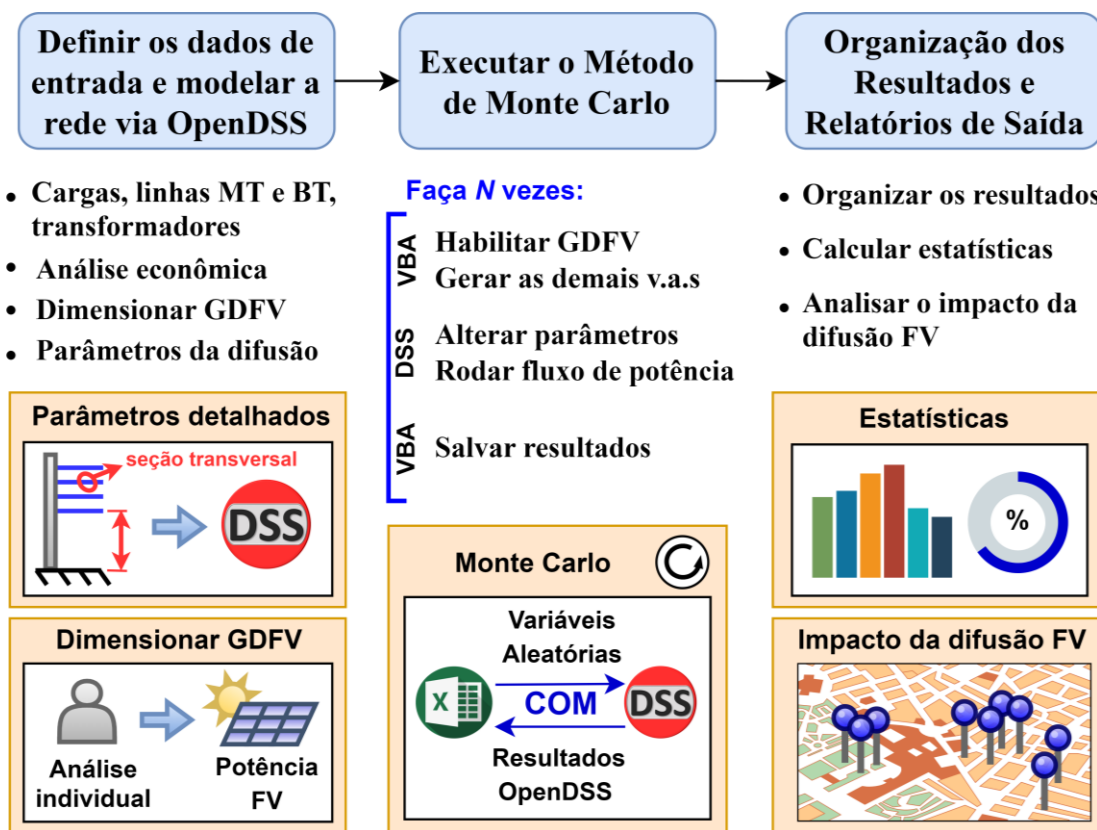 Definir os dados de
entrada e modelar a
rede via OpenDSS
Executar o Método
de Monte Carlo
Organização dos
Resultados e
Relatórios de Saída
• Cargas, linhas MT e BT,
transformadores
• Análise econômica
• Dimensionar GDFV
• Parâmetros da difusão
Parâmetros detalhados
seção transversal
DSS
Dimensionar GDFV
Análise
individual
Potência
FV
Faça N vezes:
VBA
Habilitar GDFV
Gerar as demais v.a.s
DSS
Alterar parâmetros
Rodar fluxo de potência
VBA
Salvar resultados
Monte Carlo
Variáveis
Aleatórias
X
COM
DSS
Resultados
OpenDSS
• Organizar os resultados
• Calcular estatísticas
• Analisar o impacto da
difusão FV
Estatísticas
%
Impacto da difusão FV